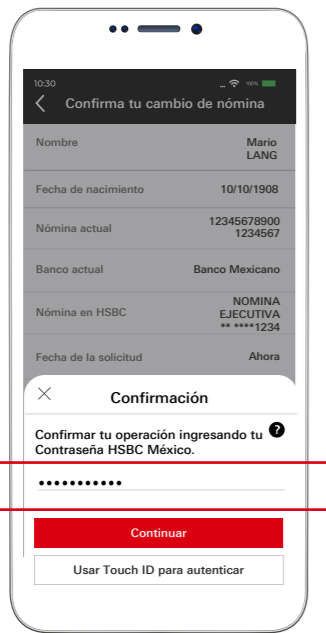 10:30
100%
Confirma tu cambio de nómina
Nombre
Mario
LANG
Fecha de nacimiento
10/10/1908
Nómina actual
12345678900
1234567
Banco actual
Banco Mexicano
Nómina en HSBC
NOMINA
EJECUTIVA
** ****1234
Fecha de la solicitud
Ahora
Confirmación
Confirmar tu operación ingresando tu
Contraseña HSBC México.
?
•••••••••••
Continuar
Usar Touch ID para autenticar